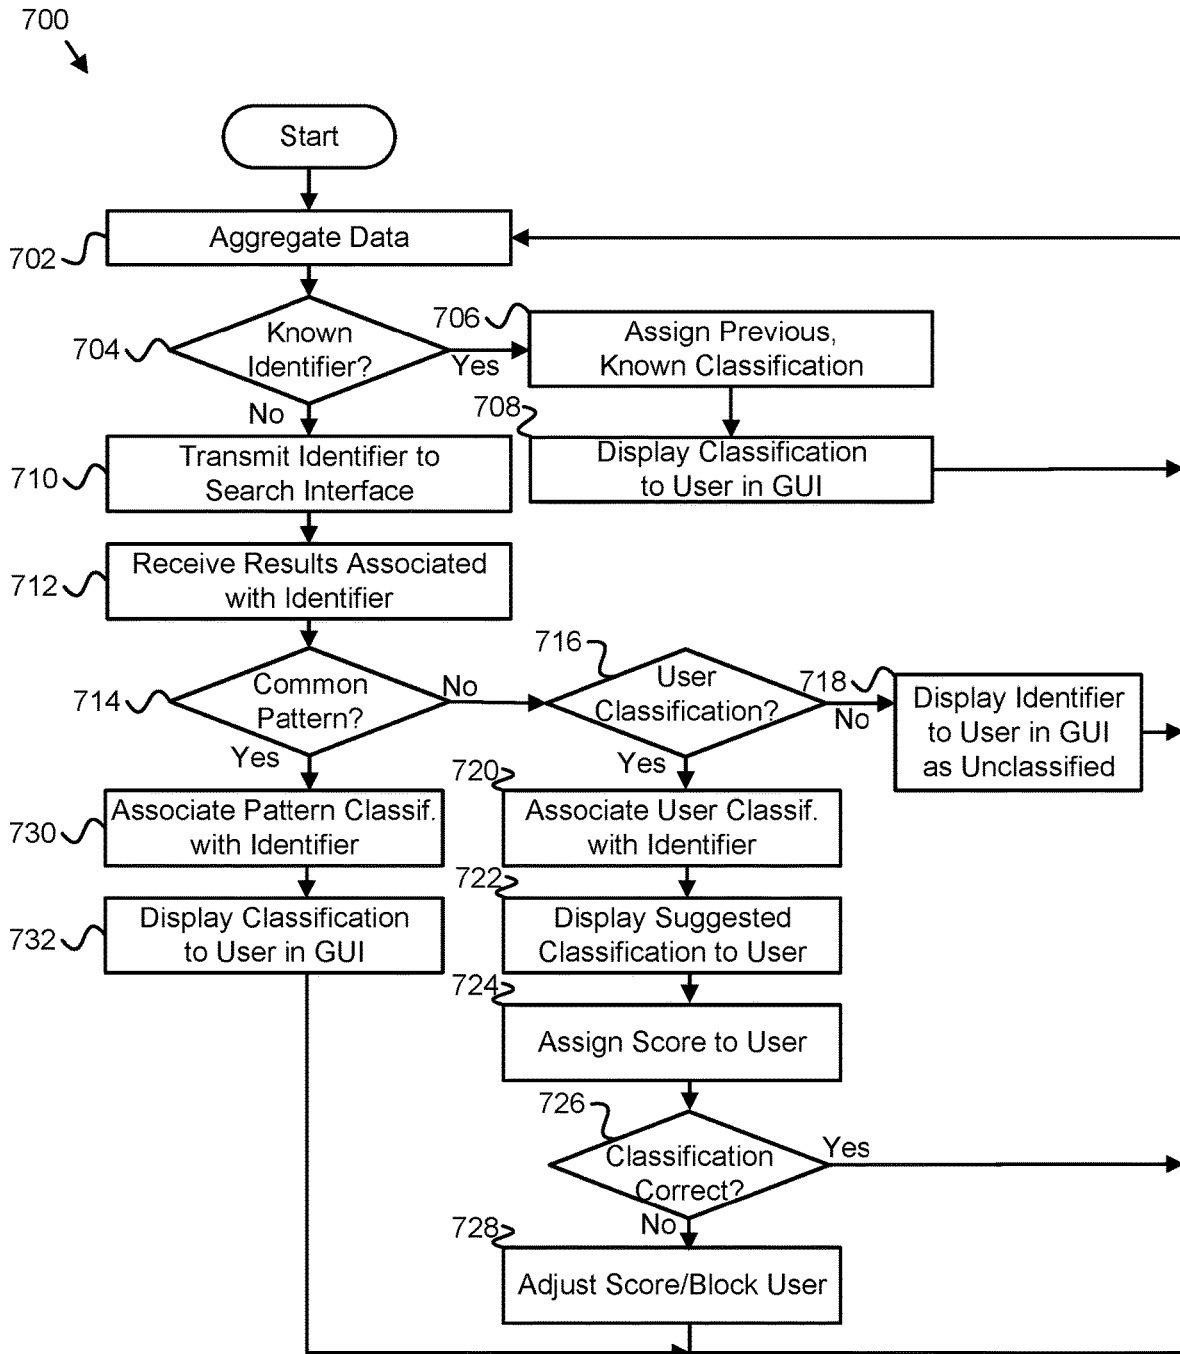 700
Start
702
Aggregate Data
704
Known
Identifier?
Yes
No
706
Assign Previous,
Known Classification
708
Display Classification
to User in GUI
710
Transmit Identifier to
Search Interface
712
Receive Results Associated
with Identifier
714
Common
Pattern?
No
Yes
716
User
Classification?
No
Yes
718
Display Identifier
to User in GUI
as Unclassified
730
Associate Pattern Classif.
with Identifier
720
Associate User Classif.
with Identifier
732
Display Classification
to User in GUI
722
Display Suggested
Classification to User
724
Assign Score to User
726
Classification
Correct?
Yes
No
728
Adjust Score/Block User